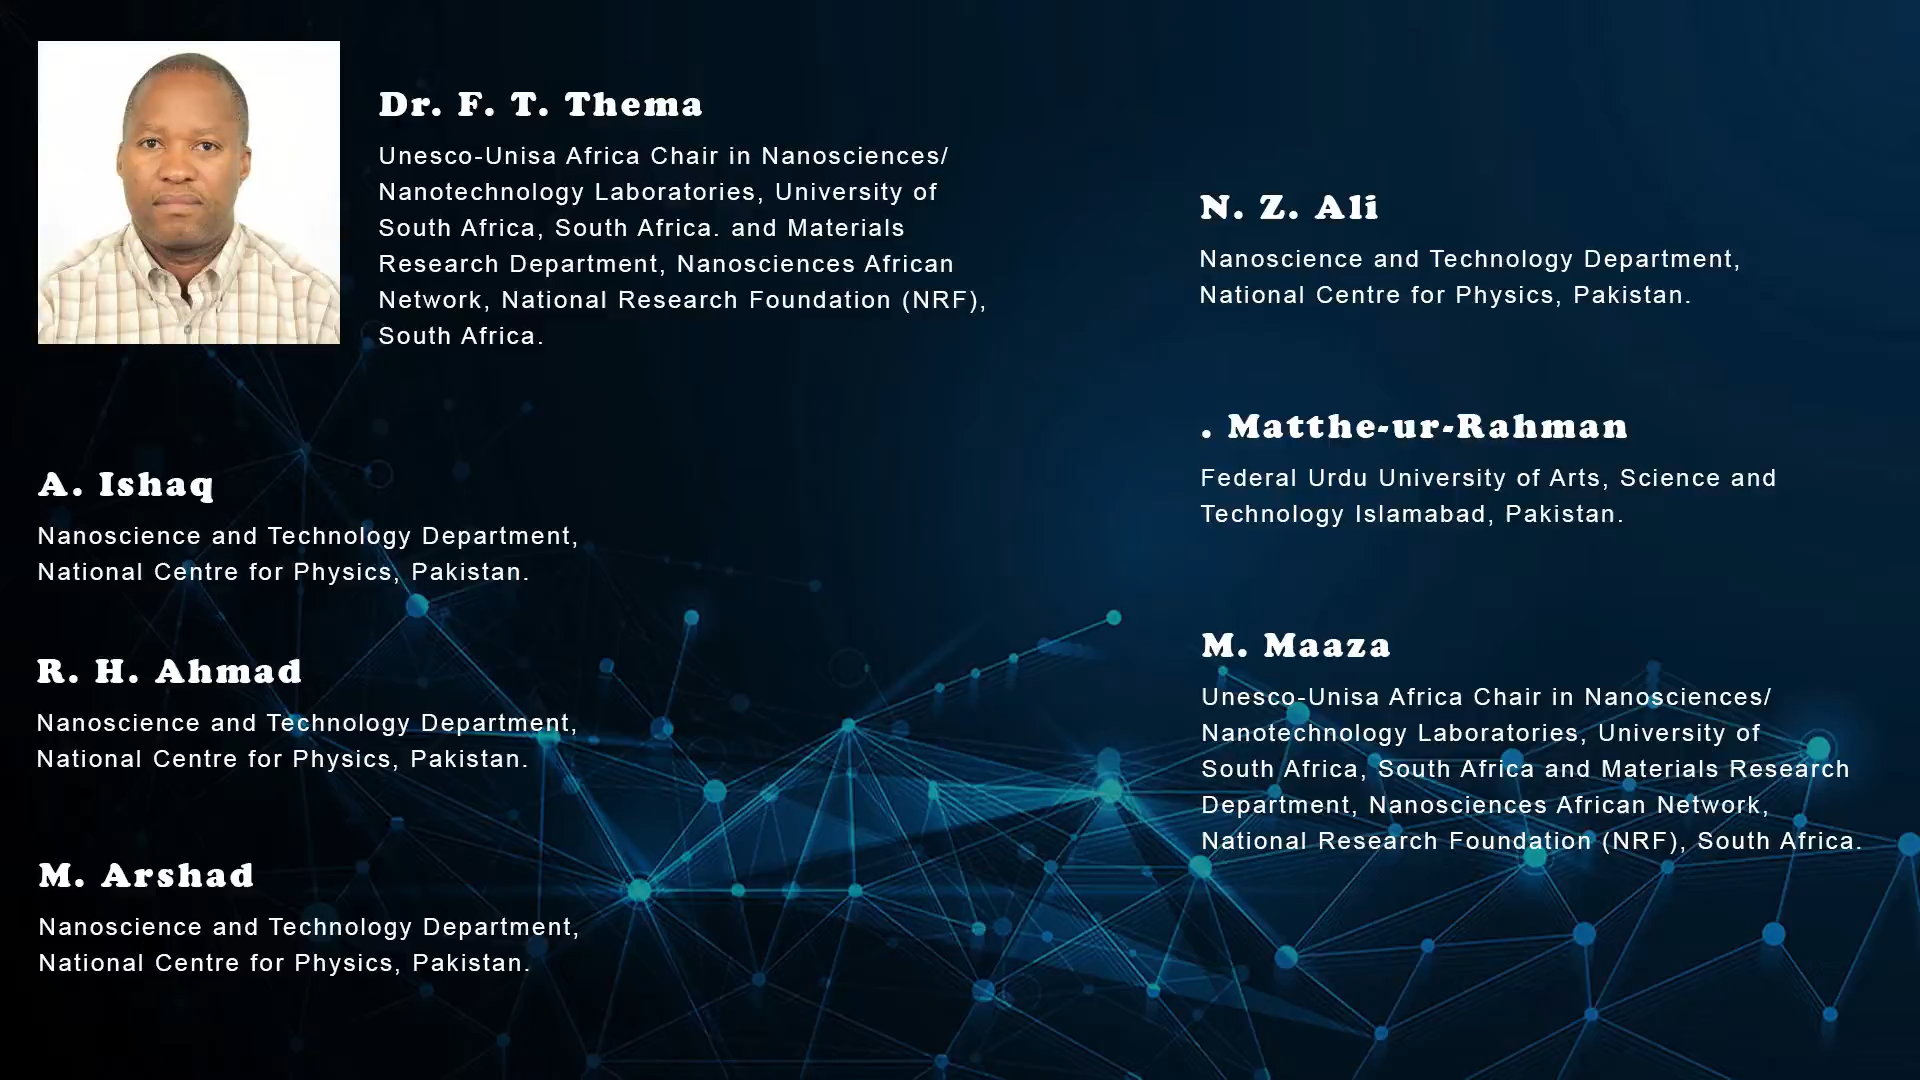 Dr. F. T. Thema
Unesco-Unisa Africa Chair in Nanosciences/
Nanotechnology Laboratories, University of
South Africa, South Africa. and Materials
Research Department, Nanosciences African
Network, National Research Foundation (NRF),
South Africa.
A. Ishaq
Nanoscience and Technology Department,
National Centre for Physics, Pakistan.
R. H. Ahmad
Nanoscience and Technology Department,
National Centre for Physics, Pakistan.
M. Arshad
Nanoscience and Technology Department,
National Centre for Physics, Pakistan.
N. Z. Ali
Nanoscience and Technology Department,
National Centre for Physics, Pakistan.
. Matthe-ur-Rahman
Federal Urdu University of Arts, Science and
Technology Islamabad, Pakistan.
M. Maaza
Unesco-Unisa Africa Chair in Nanosciences/
Nanotechnology Laboratories, University of
South Africa, South Africa and Materials Research
Department, Nanosciences African Network,
National Research Foundation (NRF), South Africa.